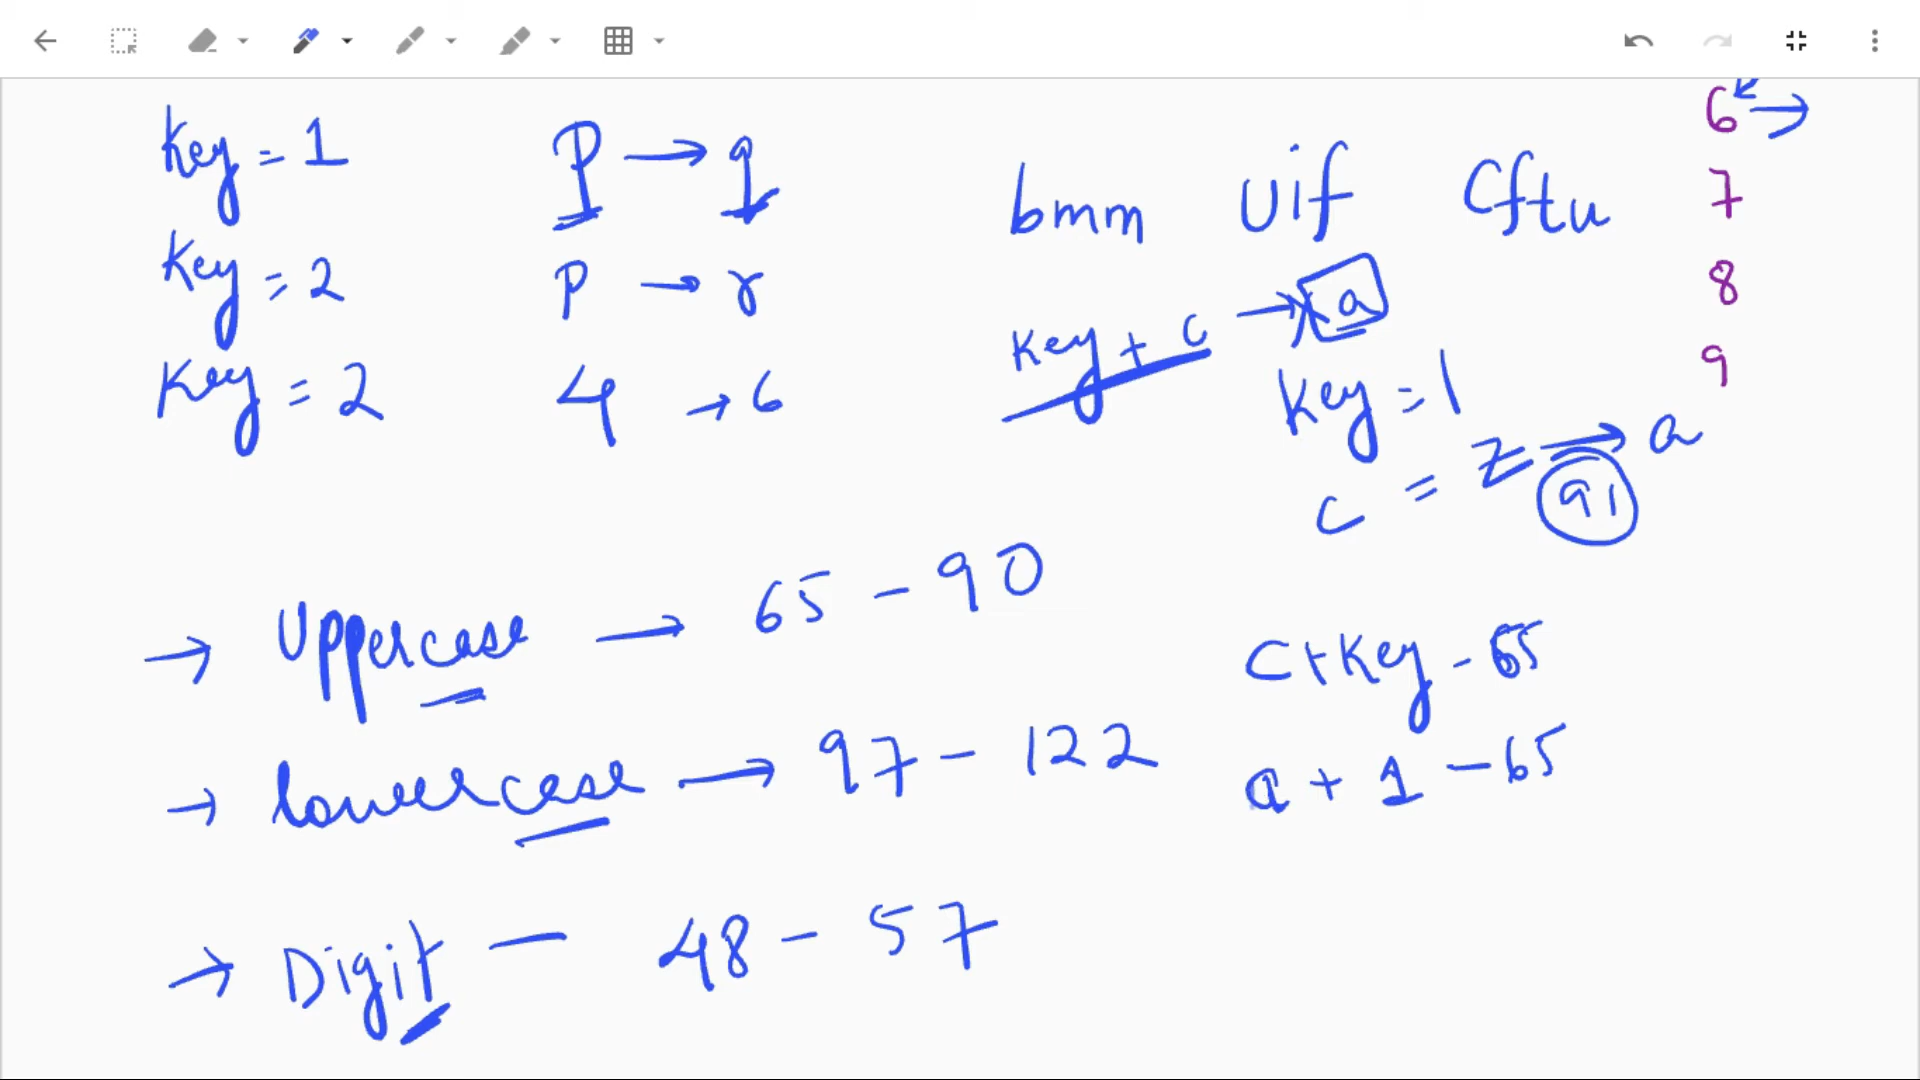 Key = 1 P → q
6 →
bmm Uif Cftu
7
Key = 2 P → r
8
Key + c → a
Key = 2 4 → 6
9
Key = 1
c = z → a
91
→ Uppercase → 65 - 90
C + Key - 65
→ lowercase → 97 - 122
a + 1 - 65
→ Digit — 48 - 57